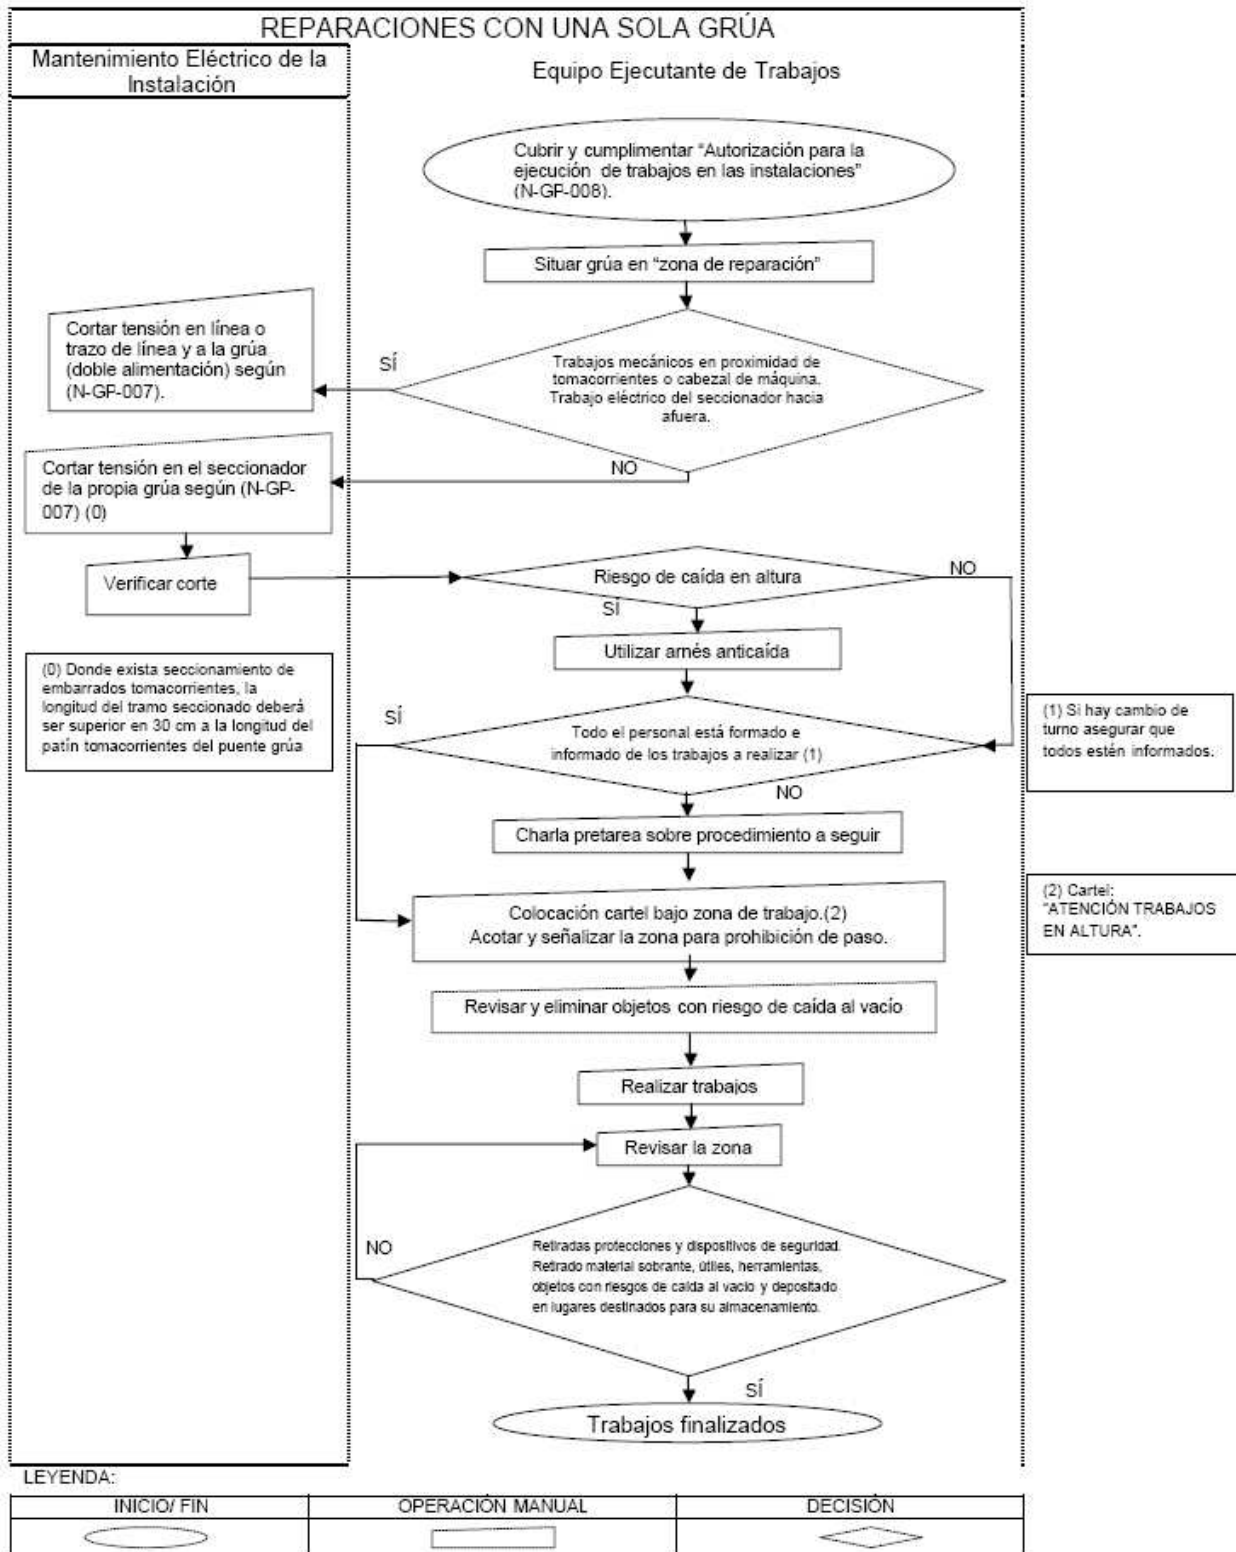 REPARACIONES CON UNA SOLA GRÚA
Mantenimiento Eléctrico de la
Instalación
Equipo Ejecutante de Trabajos
Cubrir y cumplimentar “Autorización para la
ejecución de trabajos en las instalaciones”
(N-GP-008).
Situar grúa en “zona de reparación”
Cortar tensión en línea o
trazo de línea y a la grúa
(doble alimentación) según
(N-GP-007).
SÍ
Trabajos mecánicos en proximidad de
tomacorrientes o cabezal de máquina.
Trabajo eléctrico del seccionador hacia
afuera.
NO
Cortar tensión en el seccionador
de la propia grúa según (N-GP-
007) (0)
Verificar corte
Riesgo de caída en altura
NO
SÍ
Utilizar arnés anticaída
(0) Donde exista seccionamiento de
embarrados tomacorrientes, la
longitud del tramo seccionado deberá
ser superior en 30 cm a la longitud del
patín tomacorrientes del puente grúa
SÍ
Todo el personal está formado e
informado de los trabajos a realizar (1)
NO
(1) Si hay cambio de
turno asegurar que
todos estén informados.
Charla pretarea sobre procedimiento a seguir
Colocación cartel bajo zona de trabajo.(2)
Acotar y señalizar la zona para prohibición de paso.
(2) Cartel:
"ATENCIÓN TRABAJOS
EN ALTURA".
Revisar y eliminar objetos con riesgo de caída al vacío
Realizar trabajos
Revisar la zona
NO
Retiradas protecciones y dispositivos de seguridad.
Retirado material sobrante, útiles, herramientas,
objetos con riesgos de caída al vacío y depositado
en lugares destinados para su almacenamiento.
SÍ
Trabajos finalizados
LEYENDA:
INICIO/ FIN
OPERACIÓN MANUAL
DECISIÓN